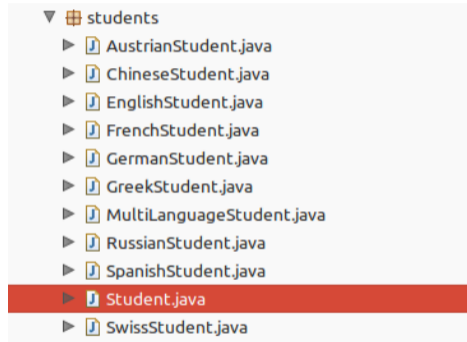 students
AustrianStudent.java
ChineseStudent.java
EnglishStudent.java
FrenchStudent.java
GermanStudent.java
GreekStudent.java
MultiLanguageStudent.java
RussianStudent.java
SpanishStudent.java
Student.java
SwissStudent.java